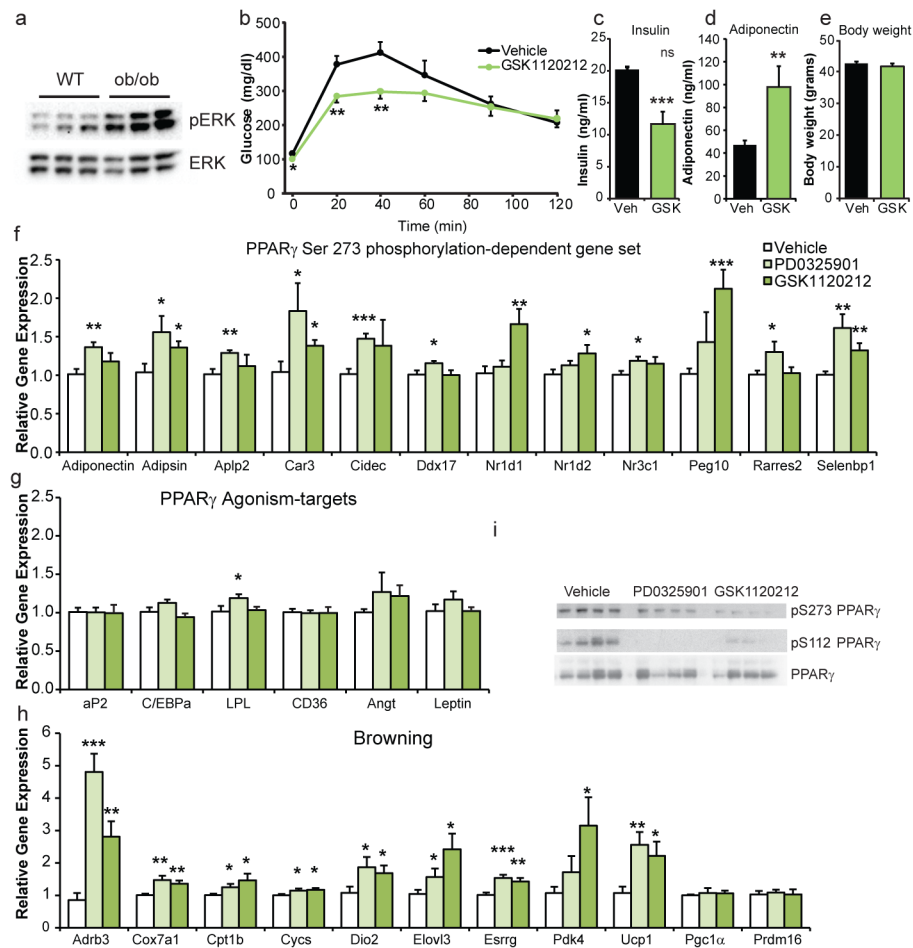 a
WT ob/ob
pERK
ERK
b
Glucose (mg/dl)
500
400
300
200
100
0
0 20 40 60 80 100 120
Time (min)
Vehicle
GSK1120212
*
**
**
c
Insulin
ns
Insulin (ng/ml)
25
20
15
10
5
0
***
Veh GSK
d
Adiponectin
Adiponectin (ng/ml)
140
120
100
80
60
40
20
0
**
Veh GSK
e
Body weight
Body weight (grams)
50
40
30
20
10
0
Veh GSK
f
PPARγ Ser 273 phosphorylation-dependent gene set
Vehicle
PD0325901
GSK1120212
Relative Gene Expression
2.5
2.0
1.5
1.0
0.5
0.0
** * * ** * * *** * ** * * *** * ** **
Adiponectin Adipsin Aplp2 Car3 Cidec Ddx17 Nr1d1 Nr1d2 Nr3c1 Peg10 Rarres2 Selenbp1
g
PPARγ Agonism-targets
Relative Gene Expression
2.5
2.0
1.5
1.0
0.5
0.0
*
aP2 C/EBPa LPL CD36 Angt Leptin
h
Browning
Relative Gene Expression
6
5
4
3
2
1
0
*** ** ** ** * * * * * * * * *** ** * ** *
Adrb3 Cox7a1 Cpt1b Cycs Dio2 Elovl3 Esrrg Pdk4 Ucp1 Pgc1α Prdm16
i
Vehicle PD0325901 GSK1120212
pS273 PPARγ
pS112 PPARγ
PPARγ